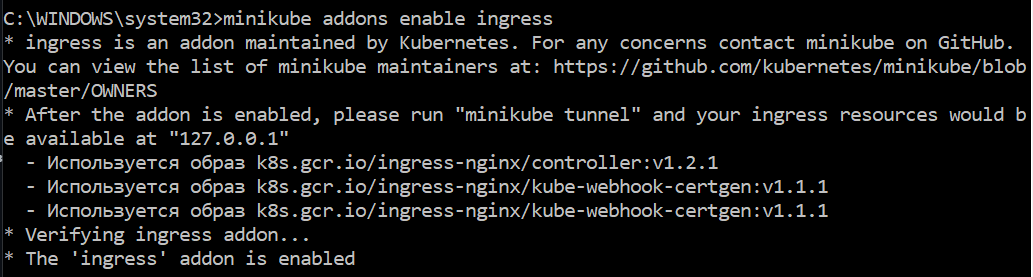 C:\WINDOWS\system32>minikube addons enable ingress
* ingress is an addon maintained by Kubernetes. For any concerns contact minikube on GitHub.
You can view the list of minikube maintainers at: https://github.com/kubernetes/minikube/blob
/master/OWNERS
* After the addon is enabled, please run "minikube tunnel" and your ingress resources would b
e available at "127.0.0.1"
  - Используется образ k8s.gcr.io/ingress-nginx/controller:v1.2.1
  - Используется образ k8s.gcr.io/ingress-nginx/kube-webhook-certgen:v1.1.1
  - Используется образ k8s.gcr.io/ingress-nginx/kube-webhook-certgen:v1.1.1
* Verifying ingress addon...
* The 'ingress' addon is enabled